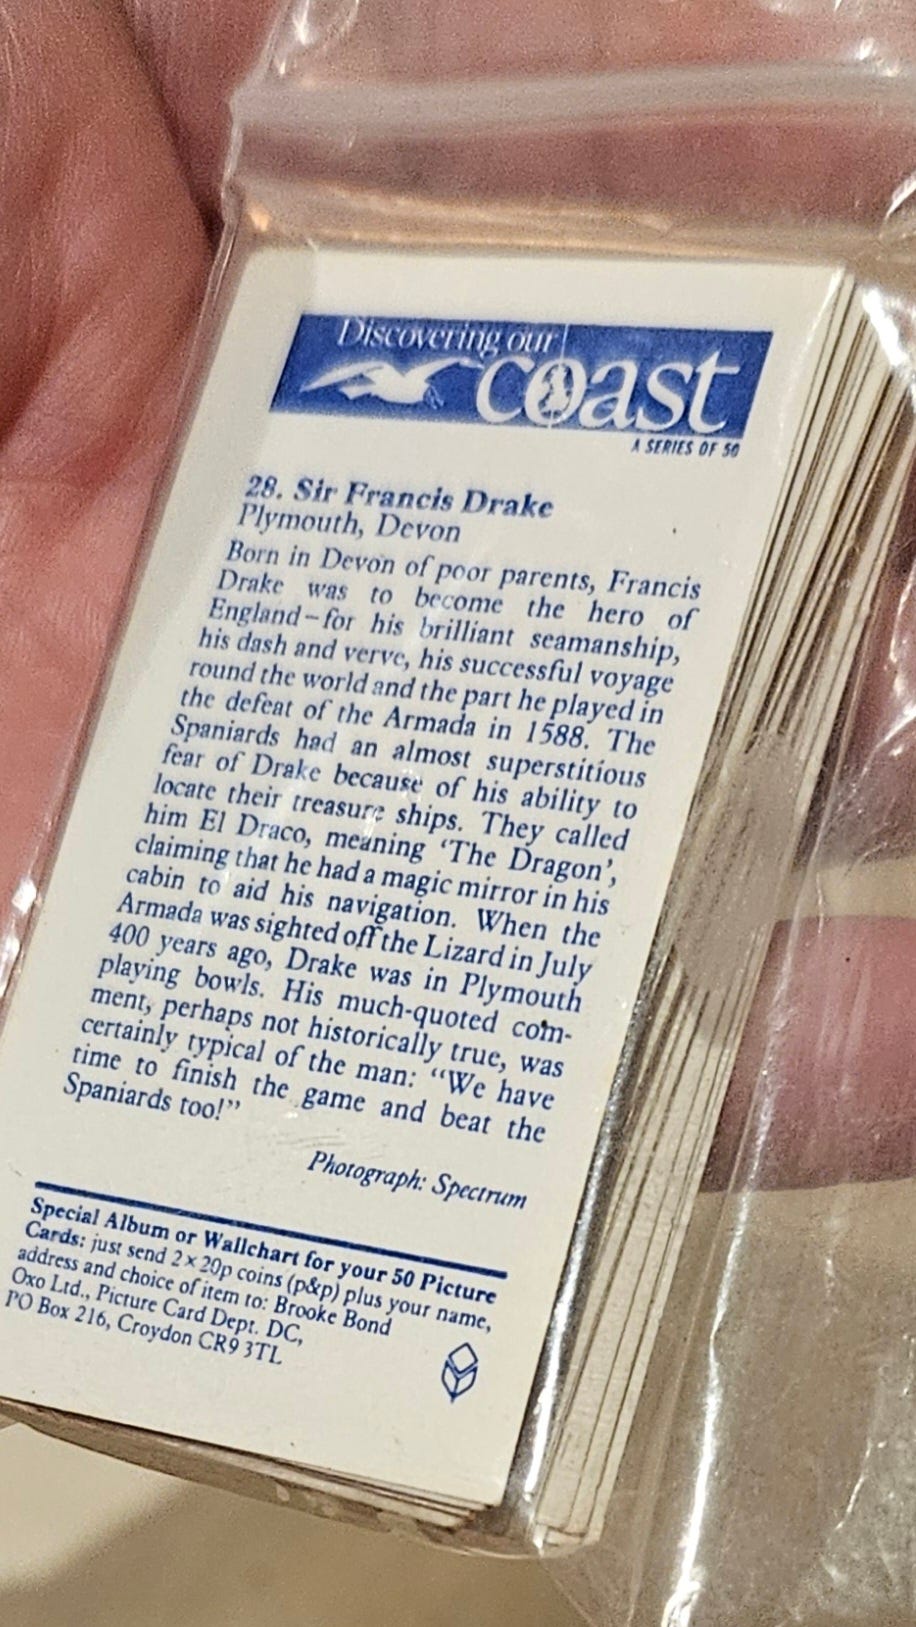 Discovering our
coast
A SERIES OF 50
28. Sir Francis Drake
Plymouth, Devon
Born in Devon of poor parents, Francis
Drake was to become the hero of
England–for his brilliant seamanship,
his dash and verve, his successful voyage
round the world and the part he played in
the defeat of the Armada in 1588. The
Spaniards had an almost superstitious
fear of Drake because of his ability to
locate their treasure ships. They called
him El Draco, meaning ‘The Dragon’,
claiming that he had a magic mirror in his
cabin to aid his navigation. When the
Armada was sighted off the Lizard in July
400 years ago, Drake was in Plymouth
playing bowls. His much-quoted com-
ment, perhaps not historically true, was
certainly typical of the man: “We have
time to finish the game and beat the
Spaniards too!”
Photograph: Spectrum
Special Album or Wallchart for your 50 Picture
Cards: just send 2 × 20p coins (p&p) plus your name,
address and choice of item to: Brooke Bond
Oxo Ltd., Picture Card Dept. DC,
PO Box 216, Croydon CR9 3TL